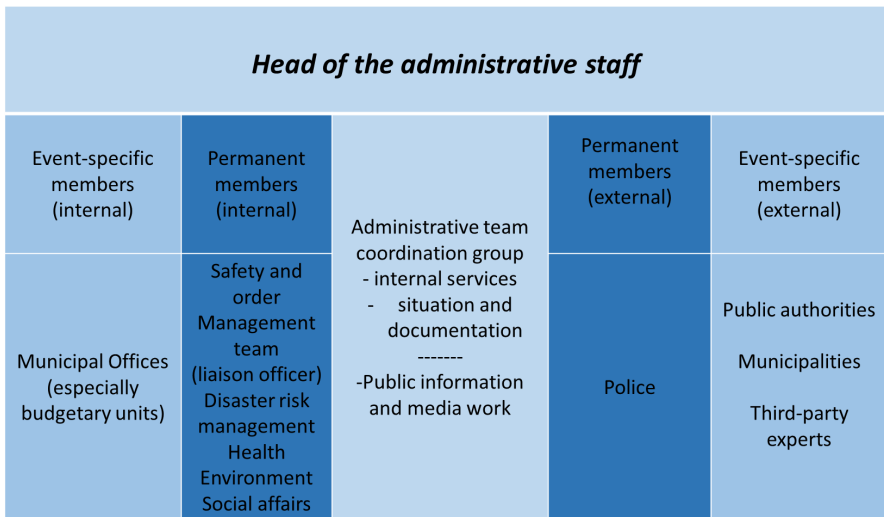 Head of the administrative staff
Event-specific
members
(internal)
Permanent
members
(internal)
Administrative team
coordination group
- internal services
- situation and
documentation
-------
-Public information
and media work
Permanent
members
(external)
Event-specific
members
(external)
Municipal Offices
(especially
budgetary units)
Safety and
order
Management
team
(liaison officer)
Disaster risk
management
Health
Environment
Social affairs
Police
Public authorities
Municipalities
Third-party
experts